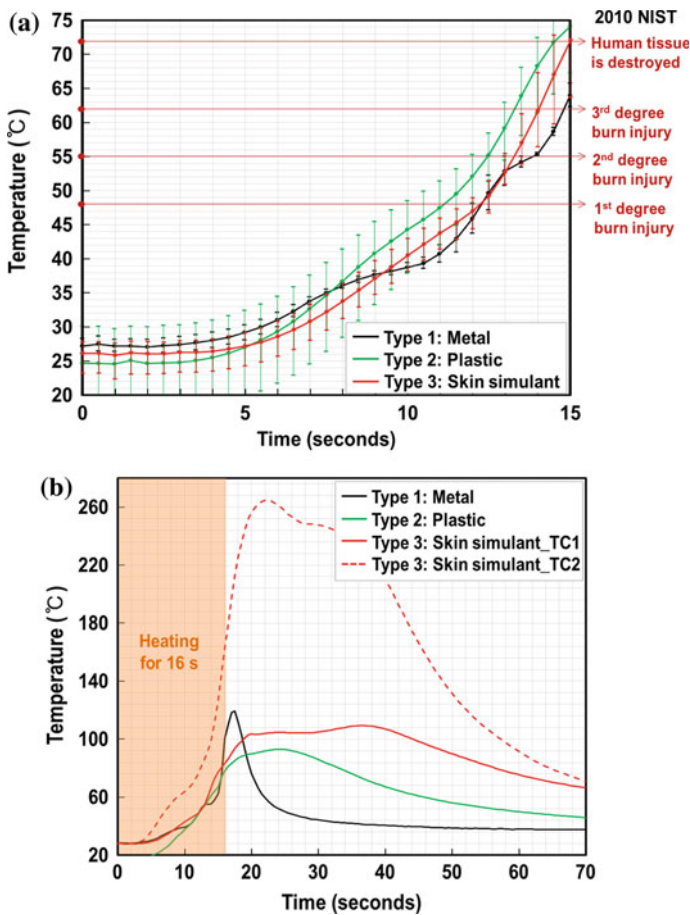 (a)
2010 NIST
75
70
65
60
55
50
45
40
35
30
25
20
Temperature (℃)
Human tissue
is destroyed
3rd degree
burn injury
2nd degree
burn injury
1st degree
burn injury
Type 1: Metal
Type 2: Plastic
Type 3: Skin simulant
0 5 10 15
Time (seconds)
(b)
260
220
180
140
100
60
20
Temperature (℃)
Type 1: Metal
Type 2: Plastic
Type 3: Skin simulant_TC1
Type 3: Skin simulant_TC2
Heating
for 16 s
0 10 20 30 40 50 60 70
Time (seconds)